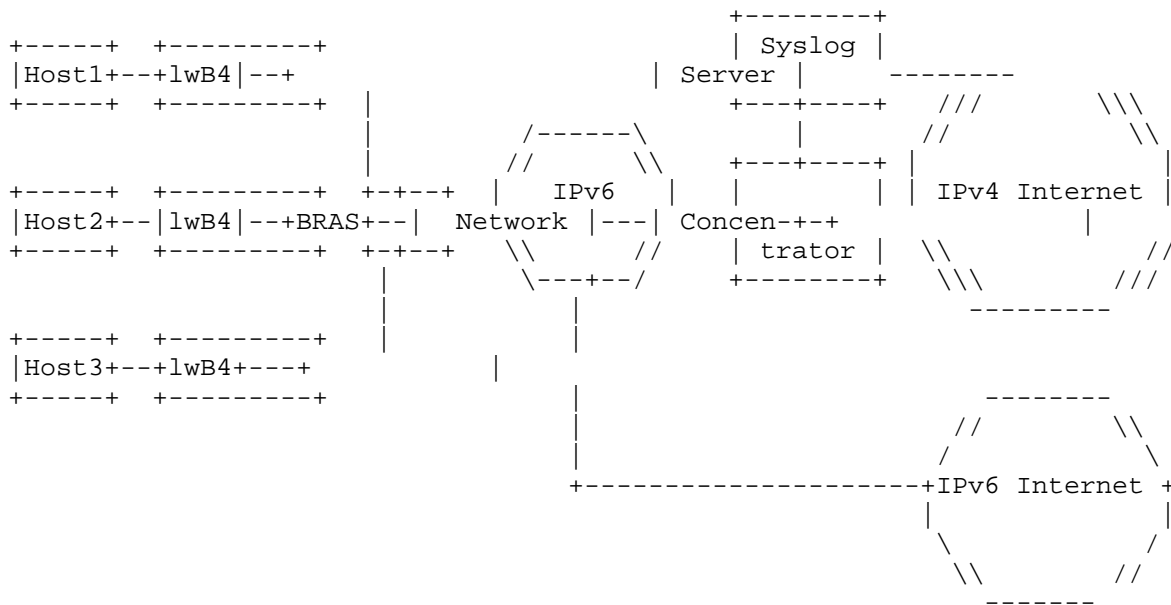 Syslog
Host1 lwB4 Server
IPv6 IPv4 Internet
Host2 lwB4 BRAS Network Concen
trator
Host3 lwB4
IPv6 Internet